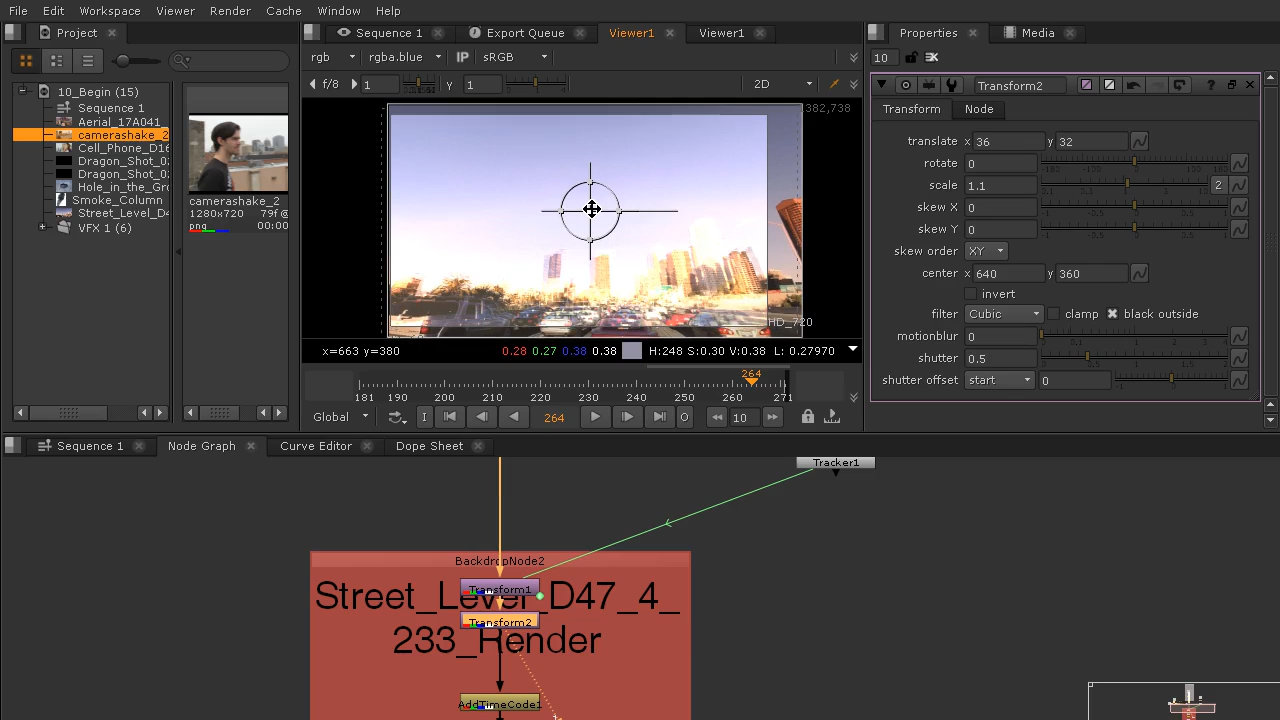 File Edit Workspace Viewer Render Cache Window Help
Project
Sequence 1 Export Queue Viewer1 Viewer1
Properties Media
rgb rgba.blue IP sRGB
10
f/8 1 y 1 2D
Transform2 ?
10_Begin (15)
Sequence 1
Aerial_17A041
camerashake_2
Cell_Phone_D16
Dragon_Shot_02
Dragon_Shot_02
Hole_in_the_Gro
Smoke_Column
Street_Level_D4
VFX 1 (6)
camerashake_2
1280x720 79f@
png 00:00
1382,738
HD_720
x=663 y=380 0.28 0.27 0.38 0.38 H:248 S:0.30 V:0.38 L: 0.27970
264
181 190 200 210 220 230 240 250 260 271
Global I 264 O 10
Transform Node
translate x 36 y 32
rotate 0
scale 1.1 2
skew X 0
skew Y 0
skew order XY
center x 640 y 360
invert
filter Cubic clamp black outside
motionblur 0
shutter 0.5
shutter offset start 0
Sequence 1 Node Graph Curve Editor Dope Sheet
Tracker1
BackdropNode2
Transform1
Street_Level_D47_4_
Transform2
233_Render
AddTimeCode1